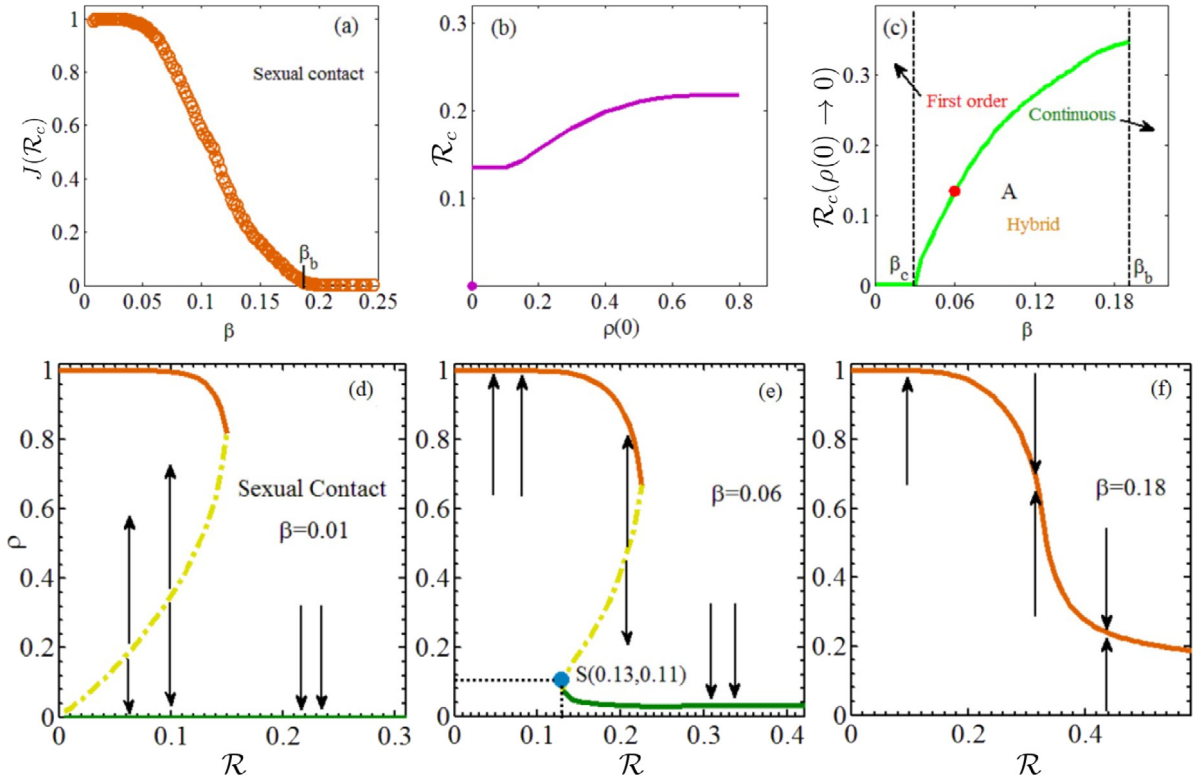 (a)
Sexual contact
J(ℛc)
1
0.8
0.6
0.4
0.2
0
βb
0
0.05
0.1
0.15
0.2
0.25
β
(b)
ℛc
0.3
0.2
0.1
0
0.2
0.4
0.6
0.8
ρ(0)
(c)
ℛc(ρ(0) → 0)
0.3
0.2
0.1
0
First order
Continuous
A
Hybrid
βc
βb
0
0.06
0.12
0.18
β
(d)
ρ
1
0.8
0.6
0.4
0.2
0
Sexual Contact
β=0.01
0
0.1
0.2
0.3
ℛ
(e)
1
0.8
0.6
0.4
0.2
0
β=0.06
S(0.13,0.11)
0
0.1
0.2
0.3
0.4
ℛ
(f)
1
0.8
0.6
0.4
0.2
0
β=0.18
0
0.2
0.4
ℛ